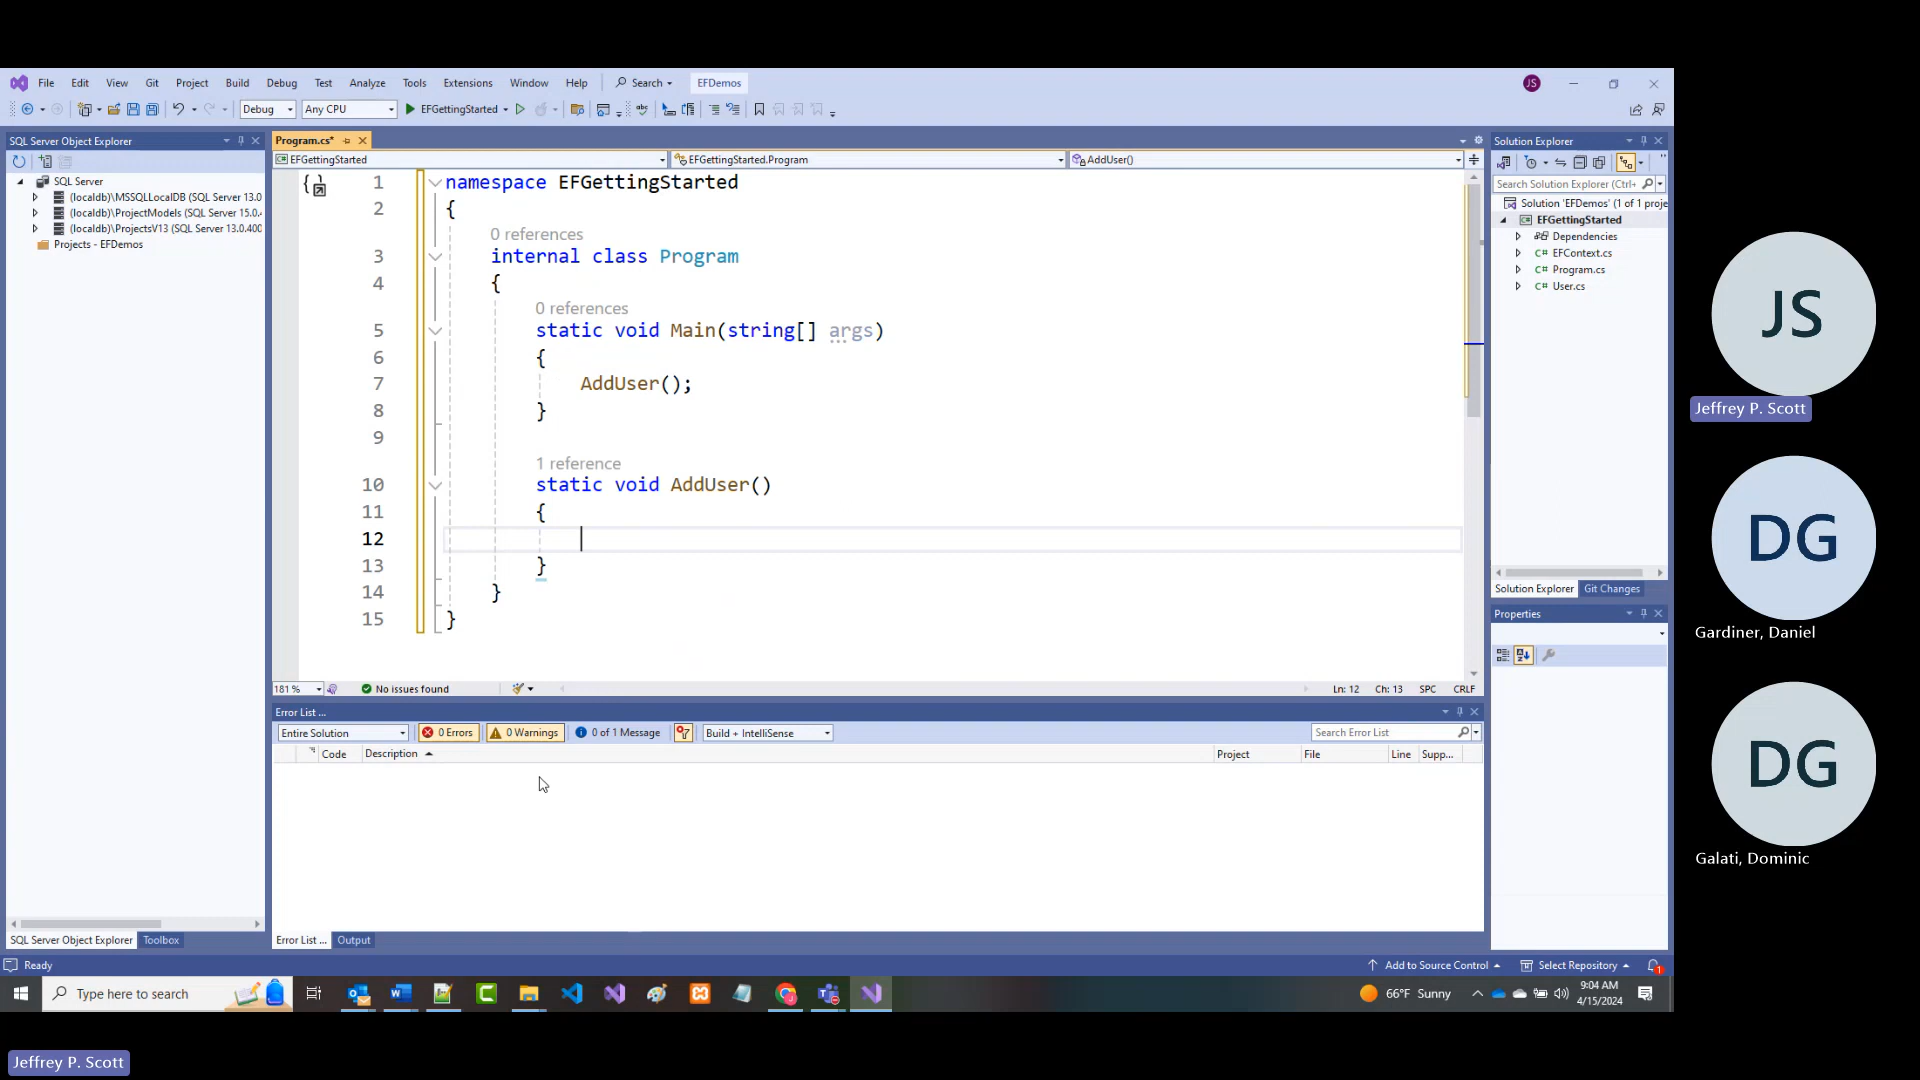 File Edit View Git Project Build Debug Test Analyze Tools Extensions Window Help Search EFDemos JS
Debug Any CPU EFGettingStarted
SQL Server Object Explorer
SQL Server
(localdb)\MSSQLLocalDB (SQL Server 13.0
(localdb)\ProjectModels (SQL Server 15.0.
(localdb)\ProjectsV13 (SQL Server 13.0.400
Projects - EFDemos
SQL Server Object Explorer Toolbox
Program.cs*
EFGettingStarted EFGettingStarted.Program AddUser()
1 namespace EFGettingStarted
2 {
0 references
3 internal class Program
4 {
0 references
5 static void Main(string[] args)
6 {
7 AddUser();
8 }
9
1 reference
10 static void AddUser()
11 {
12
13 }
14 }
15 }
181 % No issues found Ln: 12 Ch: 13 SPC CRLF
Error List ...
Entire Solution 0 Errors 0 Warnings 0 of 1 Message Build + IntelliSense Search Error List
Code Description Project File Line Supp...
Error List ... Output
Solution Explorer
Search Solution Explorer (Ctrl+
Solution 'EFDemos' (1 of 1 proje
EFGettingStarted
Dependencies
C# EFContext.cs
C# Program.cs
C# User.cs
Solution Explorer Git Changes
Properties
Ready Add to Source Control Select Repository 1
Type here to search 66°F Sunny 9:04 AM
4/15/2024
JS
Jeffrey P. Scott
DG
Gardiner, Daniel
DG
Galati, Dominic
Jeffrey P. Scott